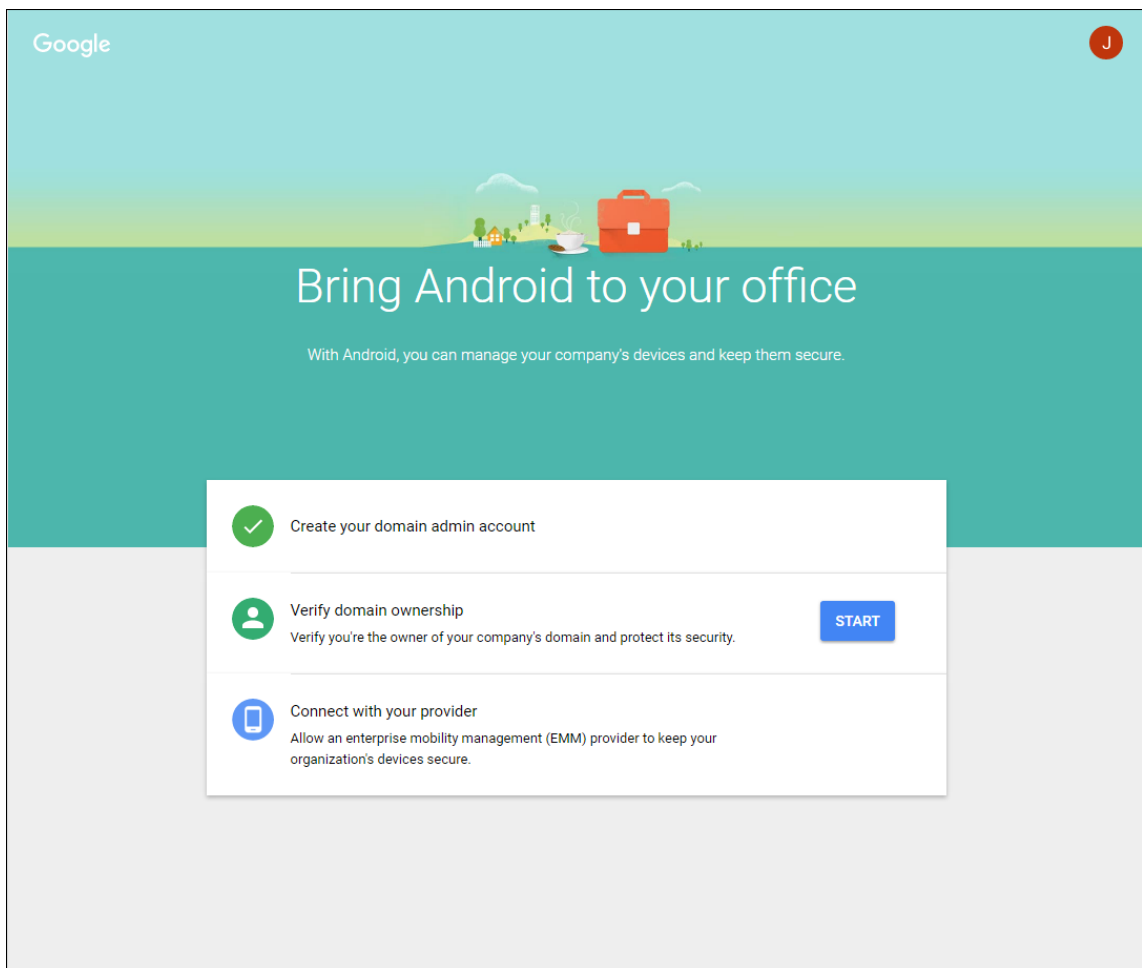 Google
J
Bring Android to your office
With Android, you can manage your company's devices and keep them secure.
Create your domain admin account
Verify domain ownership
START
Verify you're the owner of your company's domain and protect its security.
Connect with your provider
Allow an enterprise mobility management (EMM) provider to keep your
organization's devices secure.